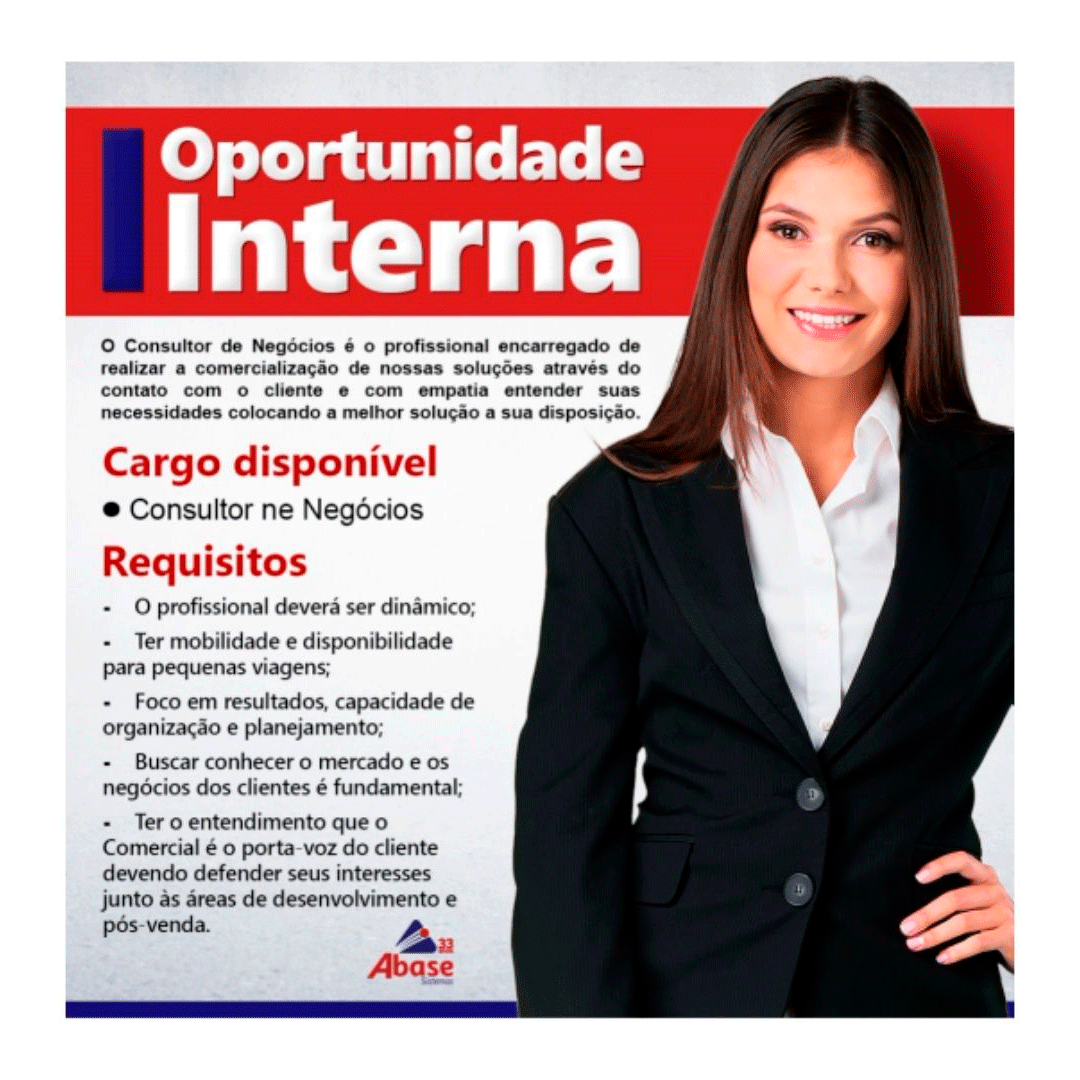 Oportunidade
Interna
O Consultor de Negócios é o profissional encarregado de
realizar a comercialização de nossas soluções através do
contato com o cliente e com empatia entender suas
necessidades colocando a melhor solução a sua disposição.
Cargo disponível
● Consultor ne Negócios
Requisitos
- O profissional deverá ser dinâmico;
- Ter mobilidade e disponibilidade
para pequenas viagens;
- Foco em resultados, capacidade de
organização e planejamento;
- Buscar conhecer o mercado e os
negócios dos clientes é fundamental;
- Ter o entendimento que o
Comercial é o porta-voz do cliente
devendo defender seus interesses
junto às áreas de desenvolvimento e
pós-venda.
33
Abase
Sistemas